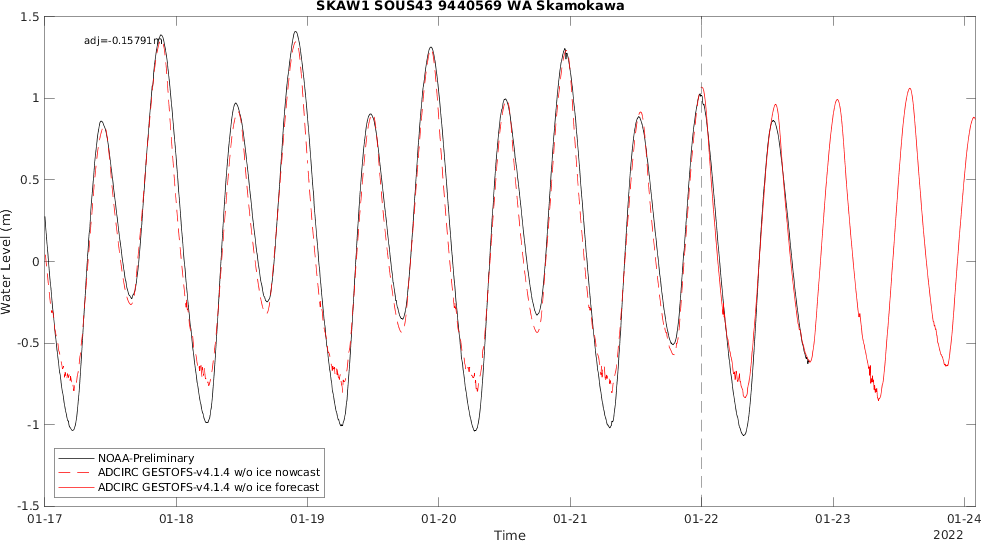 SKAW1 SOUS43 9440569 WA Skamokawa
adj=-0.15791m
1.5
1
0.5
0
-0.5
-1
-1.5
Water Level (m)
NOAA-Preliminary
ADCIRC GESTOFS-v4.1.4 w/o ice nowcast
ADCIRC GESTOFS-v4.1.4 w/o ice forecast
01-17 01-18 01-19 01-20 01-21 01-22 01-23 01-24
Time
2022